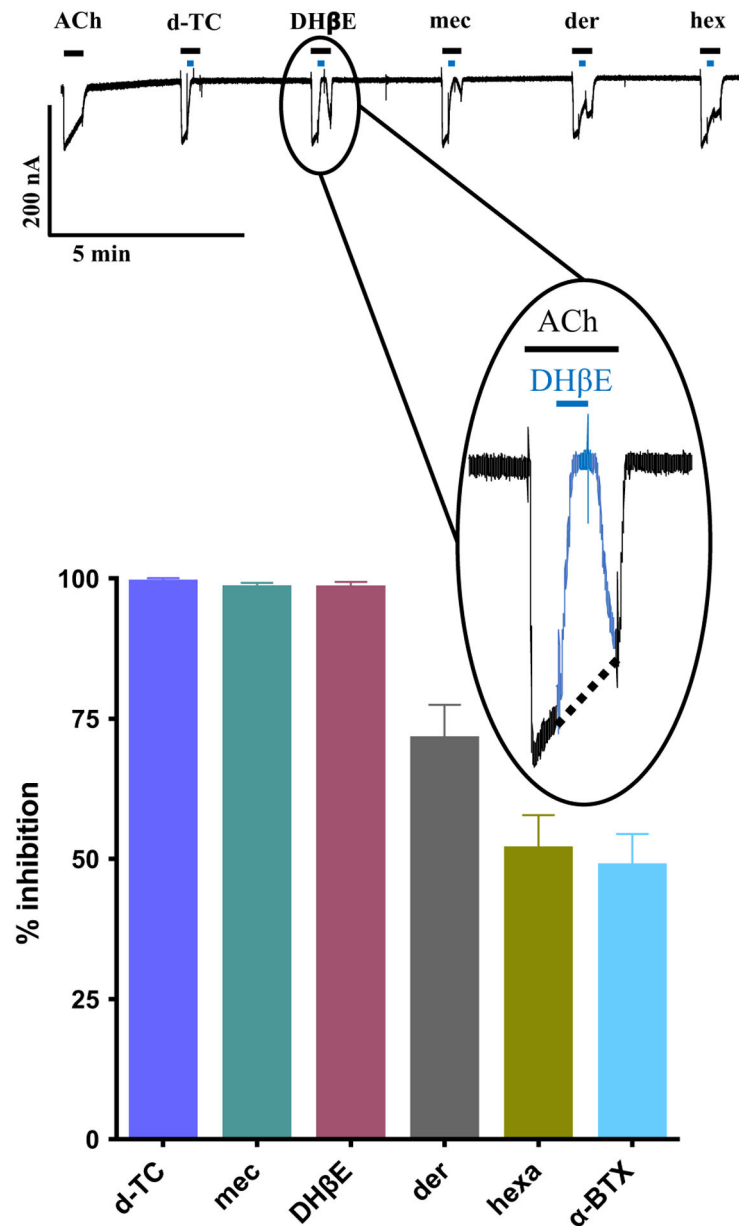 ACh d-TC DHβE mec der hex
200 nA
5 min
ACh
DHβE
100
75
50
25
0
% inhibition
d-TC mec DHβE der hexa α-BTX